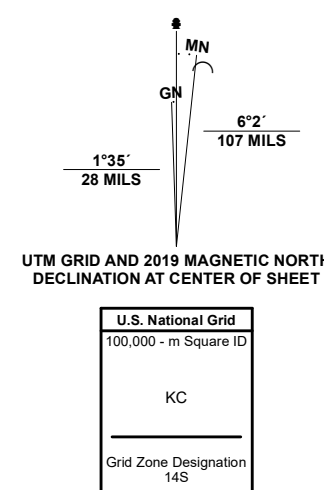 MN
GN
6°2´
107 MILS
1°35´
28 MILS
UTM GRID AND 2019 MAGNETIC NORTH
DECLINATION AT CENTER OF SHEET
U.S. National Grid
100,000 - m Square ID
KC
Grid Zone Designation
14S